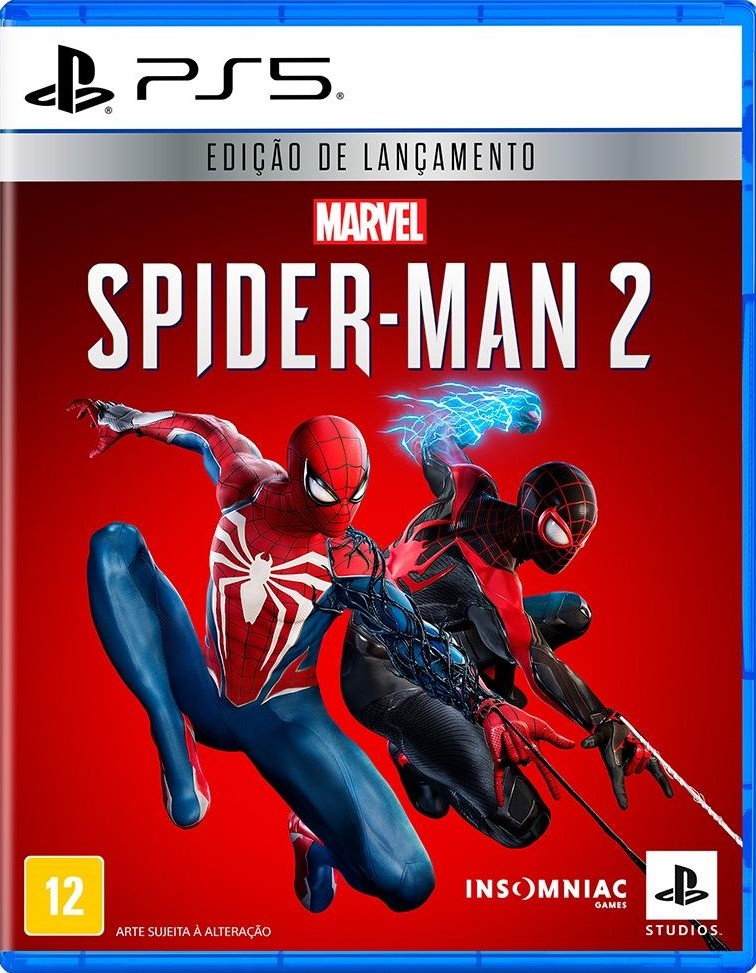 PS5®
EDIÇÃO DE LANÇAMENTO
MARVEL
SPIDER-MAN 2
12
ARTE SUJEITA À ALTERAÇÃO
INSOMNIAC
GAMES
STUDIOS